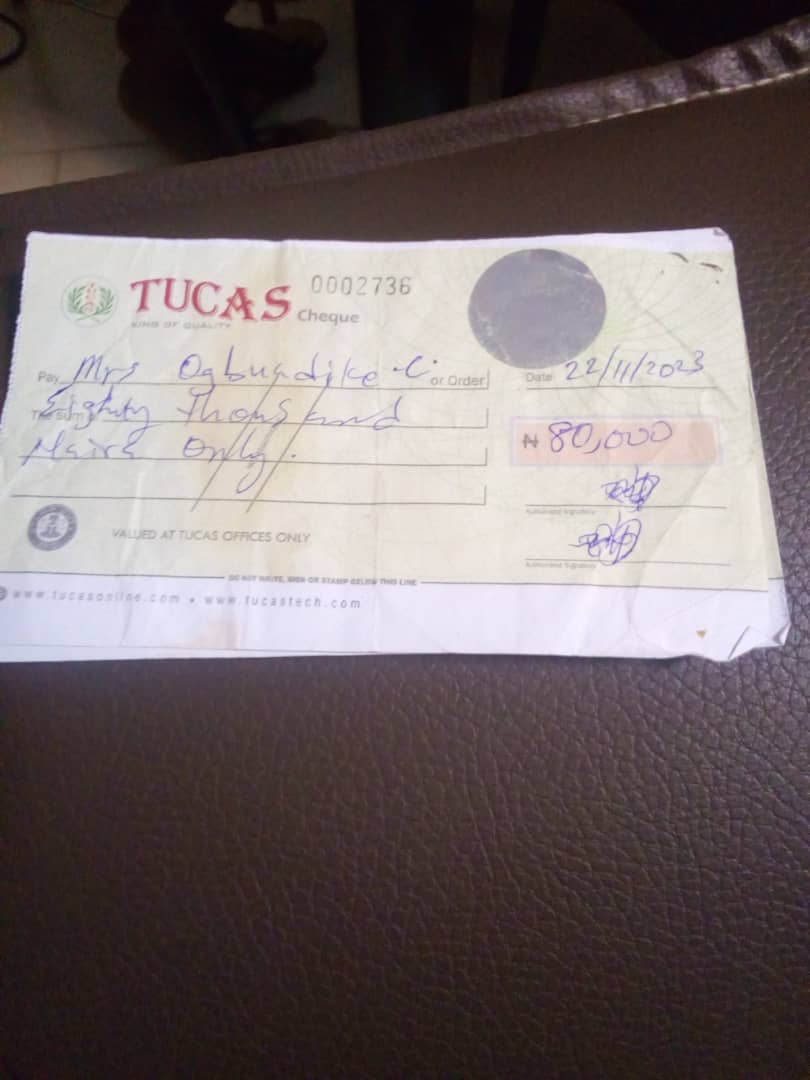 TUCAS 0002736
KING OF QUALITY Cheque
Pay Mrs Ogbuadike .C. or Order Date 22/11/2023
The Sum Eighty Thousand
Naira Only. ₦ 80,000
Authorized Signatory
VALUED AT TUCAS OFFICES ONLY
Authorized Signatory
DO NOT WRITE, SIGN OR STAMP BELOW THIS LINE
www.tucasonline.com • www.tucastech.com